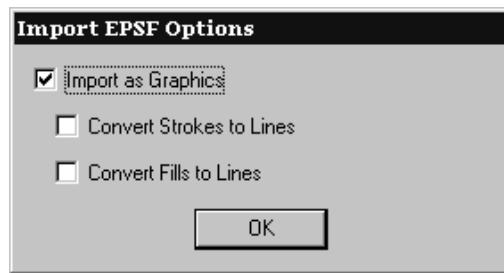 Import EPSF Options
Import as Graphics
Convert Strokes to Lines
Convert Fills to Lines
OK